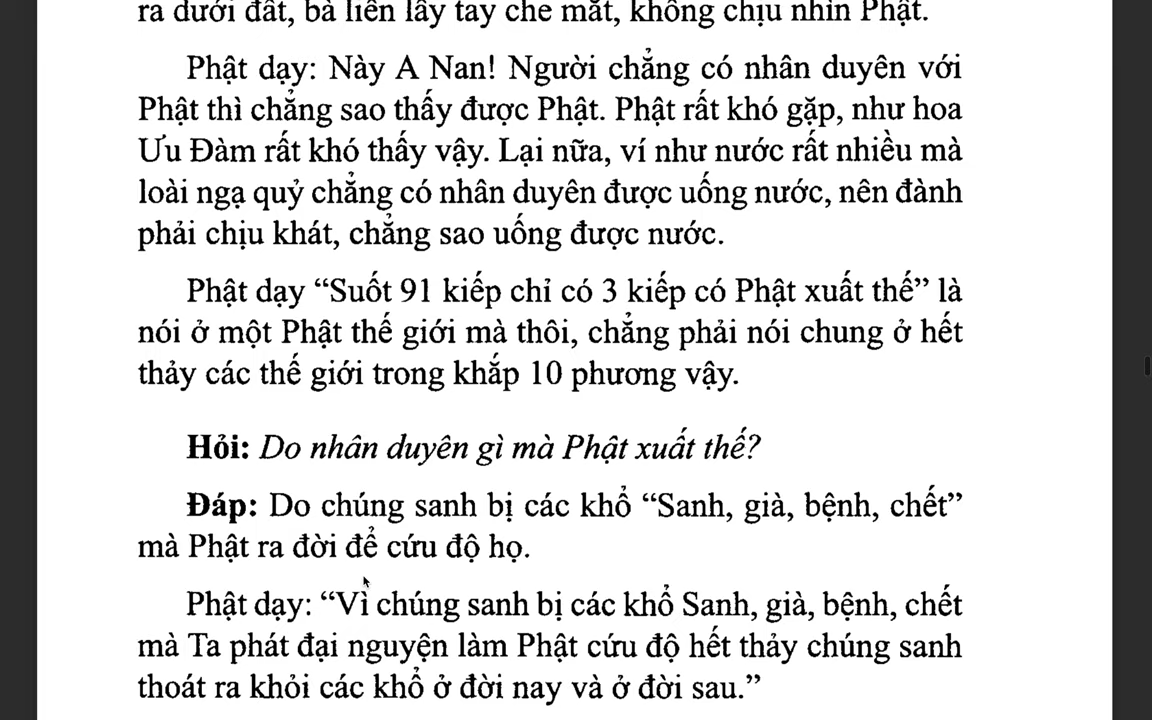 ra dưới đất, bà liền lấy tay che mắt, không chịu nhìn Phật.
Phật dạy: Này A Nan! Người chẳng có nhân duyên với
Phật thì chẳng sao thấy được Phật. Phật rất khó gặp, như hoa
Ưu Đàm rất khó thấy vậy. Lại nữa, ví như nước rất nhiều mà
loài ngạ quỷ chẳng có nhân duyên được uống nước, nên đành
phải chịu khát, chẳng sao uống được nước.
Phật dạy “Suốt 91 kiếp chỉ có 3 kiếp có Phật xuất thế” là
nói ở một Phật thế giới mà thôi, chẳng phải nói chung ở hết
thảy các thế giới trong khắp 10 phương vậy.
Hỏi: Do nhân duyên gì mà Phật xuất thế?
Đáp: Do chúng sanh bị các khổ “Sanh, già, bệnh, chết”
mà Phật ra đời để cứu độ họ.
Phật dạy: “Vì chúng sanh bị các khổ Sanh, già, bệnh, chết
mà Ta phát đại nguyện làm Phật cứu độ hết thảy chúng sanh
thoát ra khỏi các khổ ở đời nay và ở đời sau.”